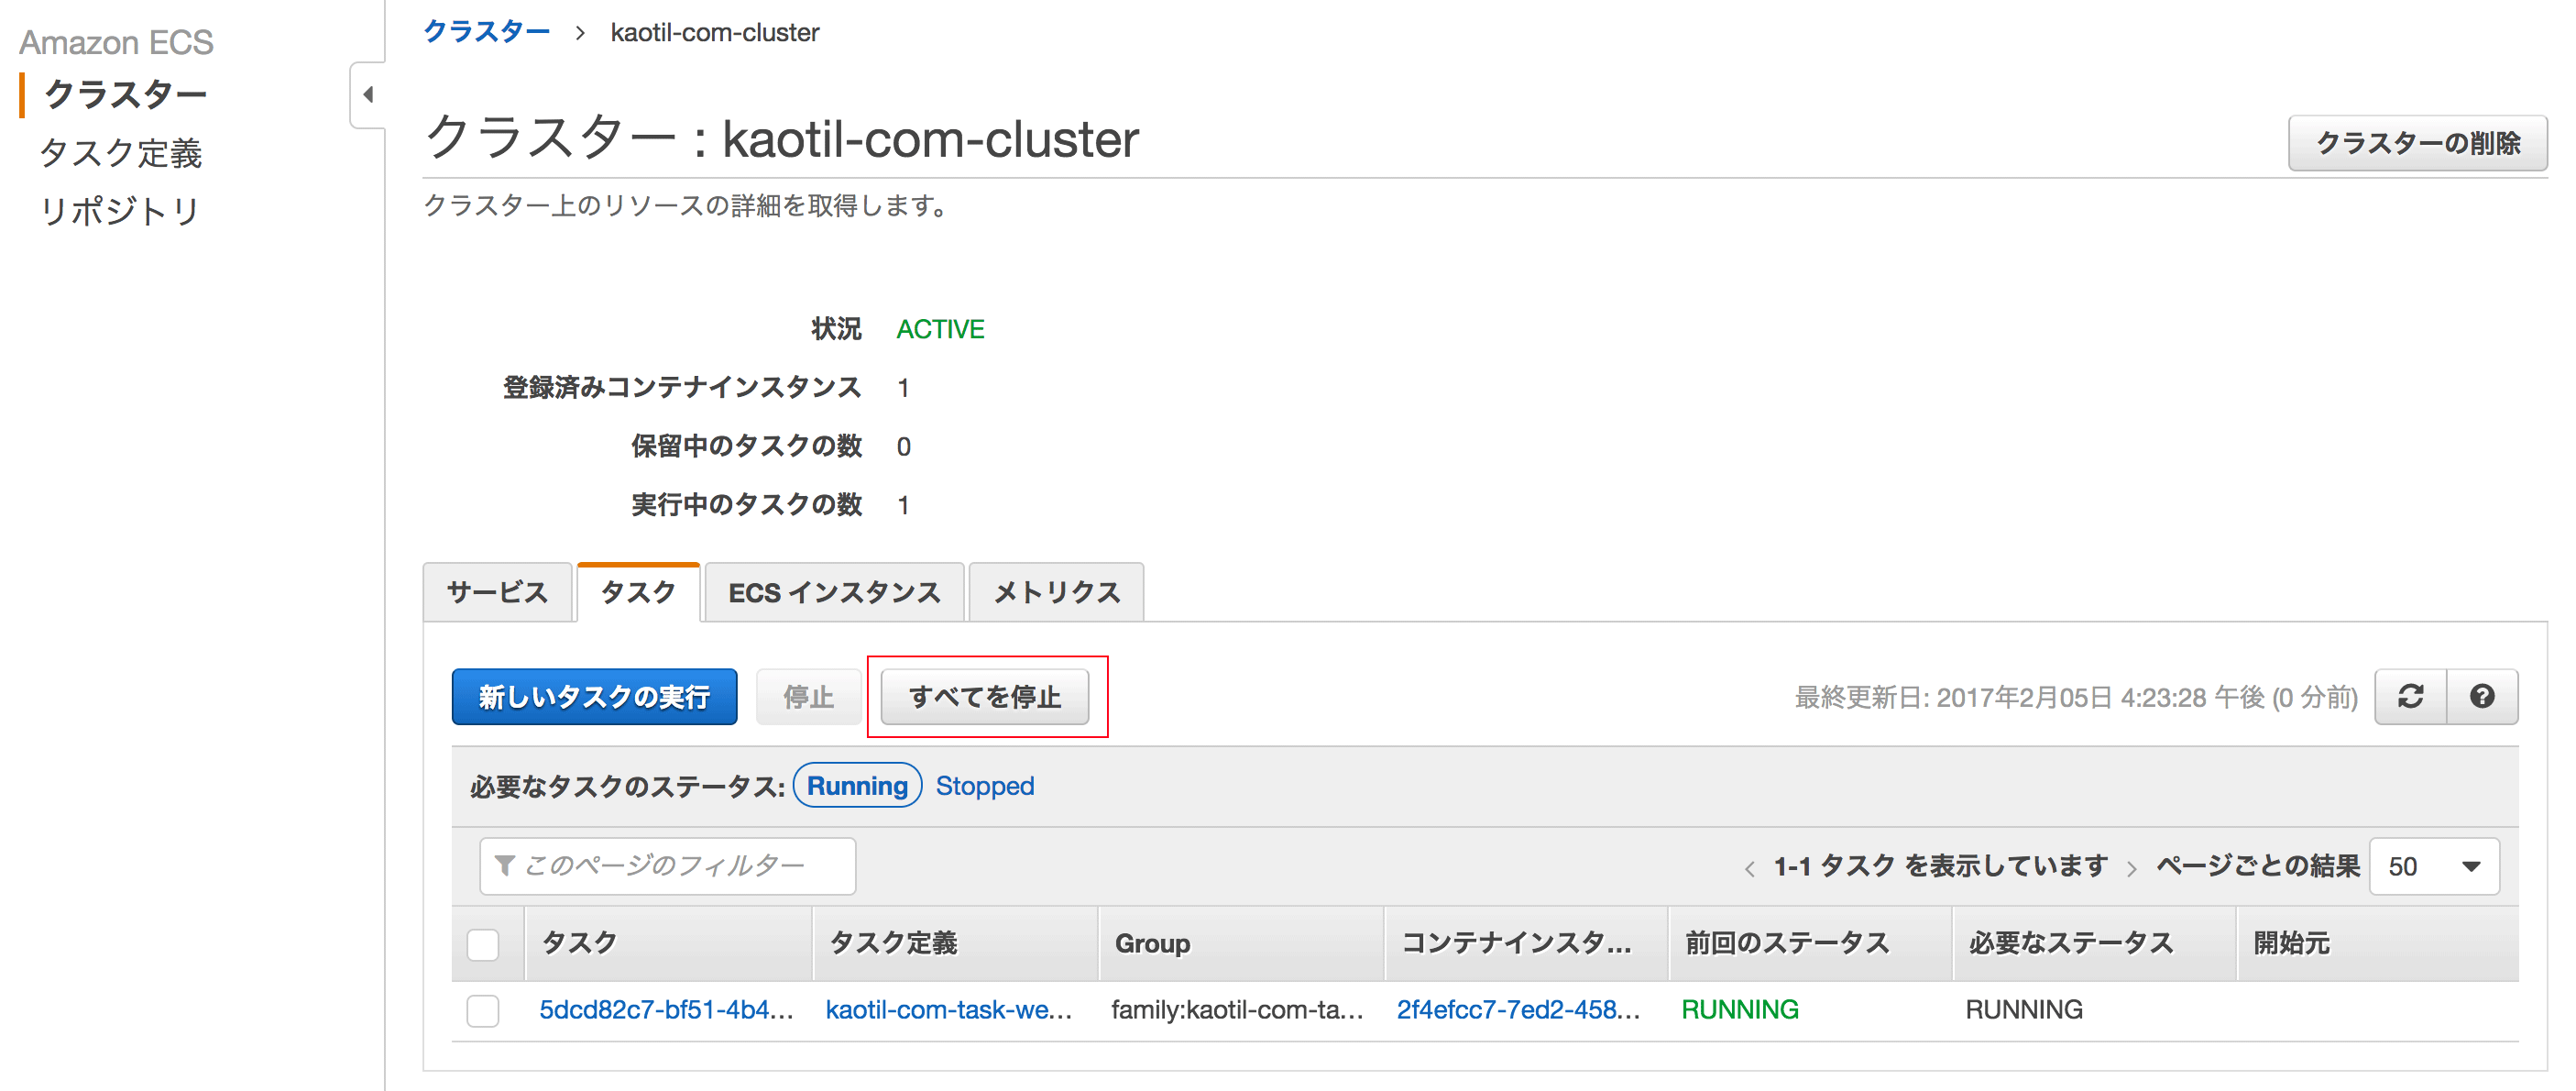 Amazon ECS
クラスター
タスク定義
リポジトリ
クラスター > kaotil-com-cluster
クラスター : kaotil-com-cluster
クラスターの削除
クラスター上のリソースの詳細を取得します。
状況 ACTIVE
登録済みコンテナインスタンス 1
保留中のタスクの数 0
実行中のタスクの数 1
サービス タスク ECS インスタンス メトリクス
新しいタスクの実行 停止 すべてを停止 最終更新日: 2017年2月05日 4:23:28 午後 (0 分前)
必要なタスクのステータス: Running Stopped
このページのフィルター < 1-1 タスク を表示しています > ページごとの結果 50
タスク タスク定義 Group コンテナインスタ... 前回のステータス 必要なステータス 開始元
5dcd82c7-bf51-4b4... kaotil-com-task-we... family:kaotil-com-ta... 2f4efcc7-7ed2-458... RUNNING RUNNING